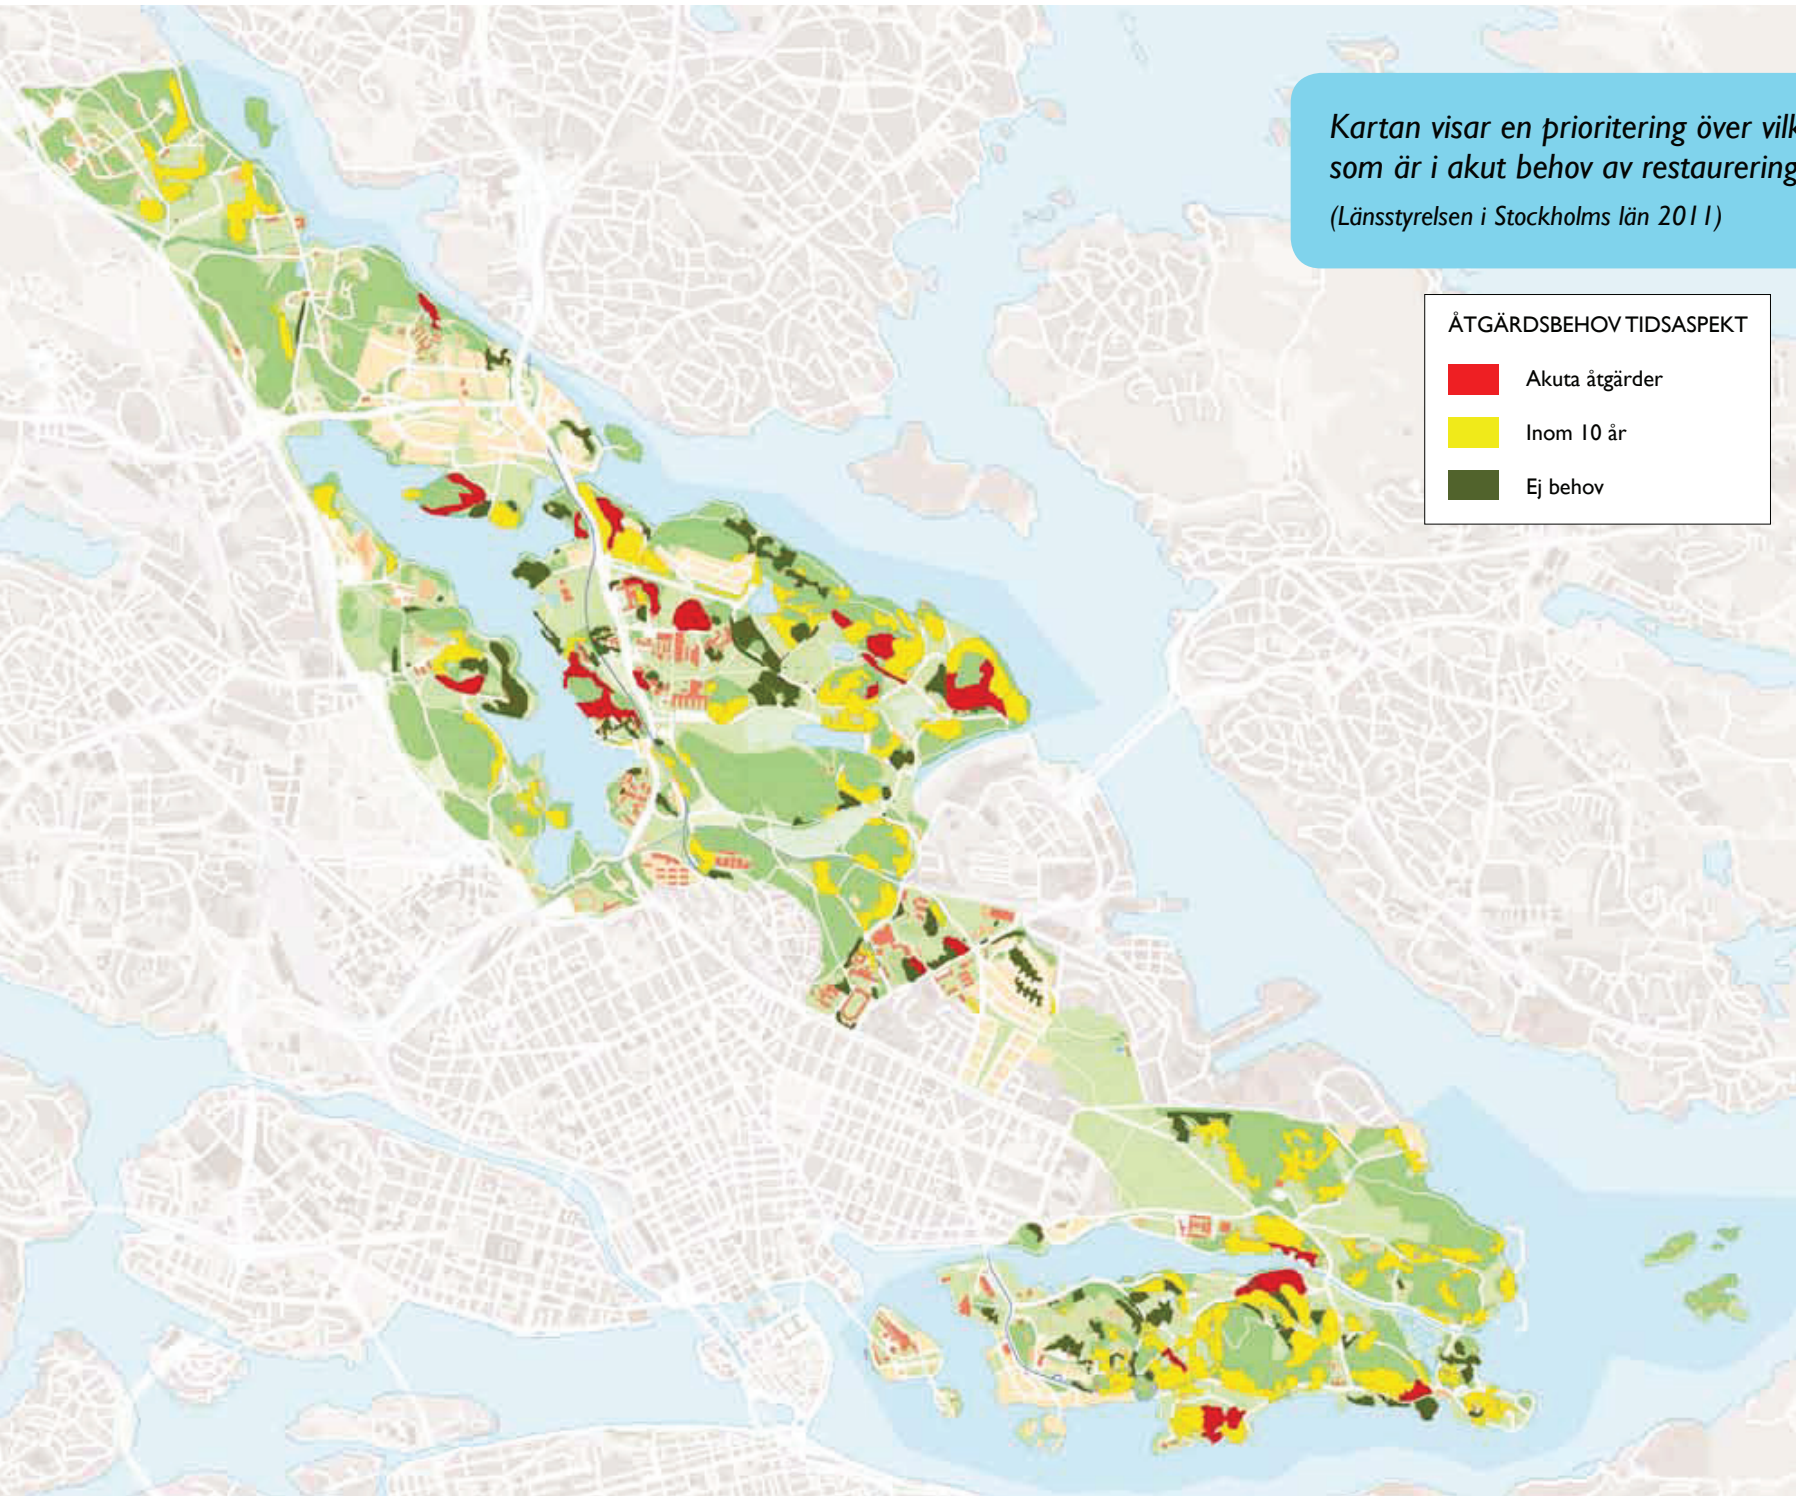 Kartan visar en prioritering över vilk
som är i akut behov av restaurering
(Länsstyrelsen i Stockholms län 2011)
ÅTGÄRDSBEHOV TIDSASPEKT
Akuta åtgärder
Inom 10 år
Ej behov